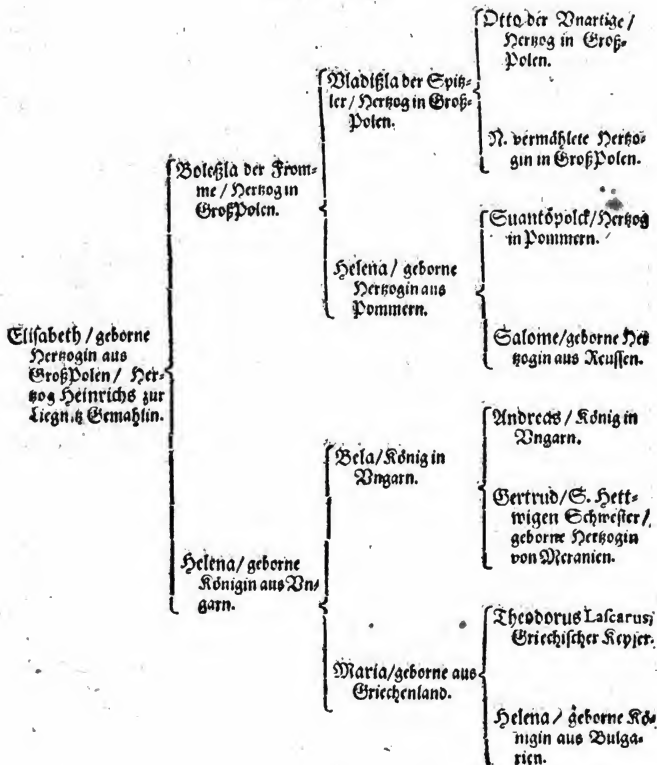 Elisabeth / geborne
Hertzogin aus
GroßPolen / Her-
tzog Heinrichs zur
Liegnitz Gemahlin.
Boleßla der From-
me / Hertzog in
GroßPolen.
Vladißla der Spitz-
ler / Hertzog in Groß-
Polen.
Otto der Vnartige /
Hertzog in Groß-
Polen.
N. vermählete Hertzo-
gin in GroßPolen.
Helena / geborne
Hertzogin aus
Pommern.
Suantöpolck / Hertzog
in Pommern.
Salome / geborne Her
tzogin aus Reussen.
Helena / geborne
Königin aus Vn-
garn.
Bela / König in
Vngarn.
Andreas / König in
Vngarn.
Gertrud / S. Hett-
wigen Schwester /
geborne Hertzogin
von Meranien.
Maria / geborne aus
Griechenland.
Theodorus Lascarus,
Griechischer Keyser.
Helena / geborne Kö-
nigin aus Bulga-
rien.